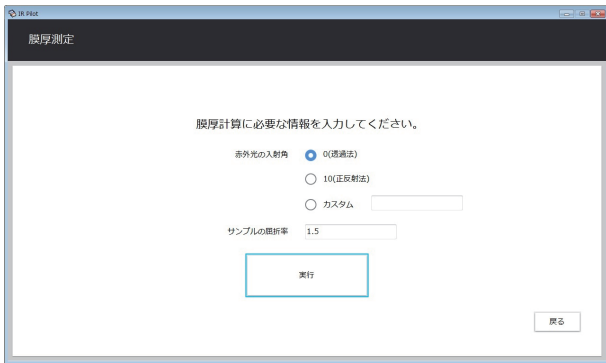 IR Pilot
膜厚測定
膜厚計算に必要な情報を入力してください。
赤外光の入射角 0(透過法)
10(正反射法)
カスタム
サンプルの屈折率 1.5
実行
戻る